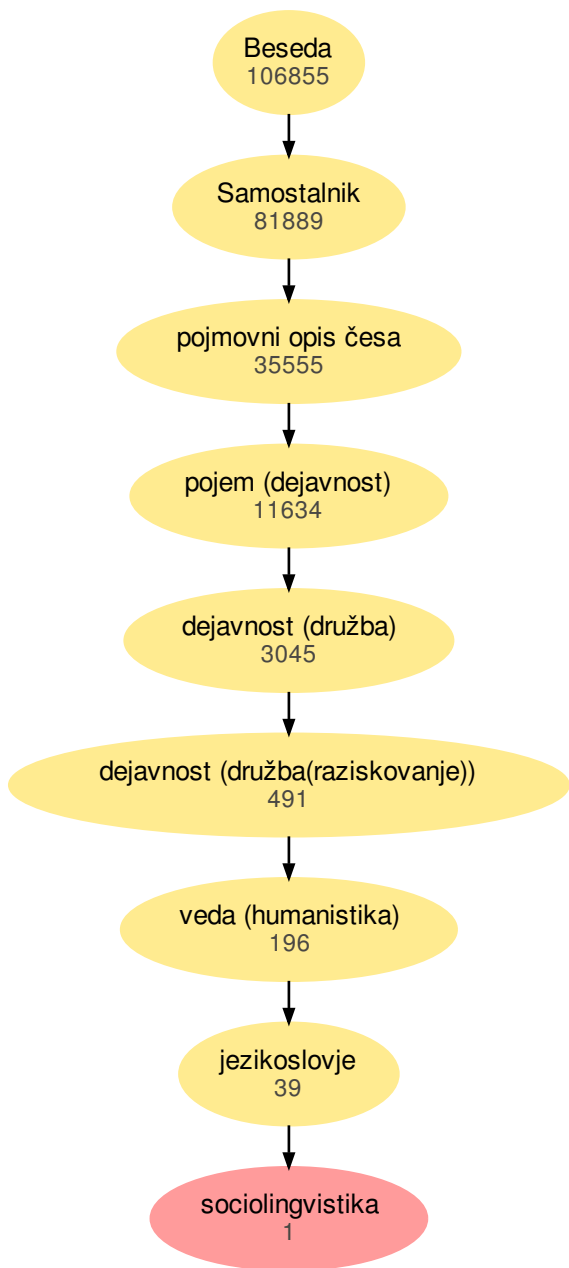 Beseda
106855
Samostalnik
81889
pojmovni opis česa
35555
pojem (dejavnost)
11634
dejavnost (družba)
3045
dejavnost (družba(raziskovanje))
491
veda (humanistika)
196
jezikoslovje
39
sociolingvistika
1